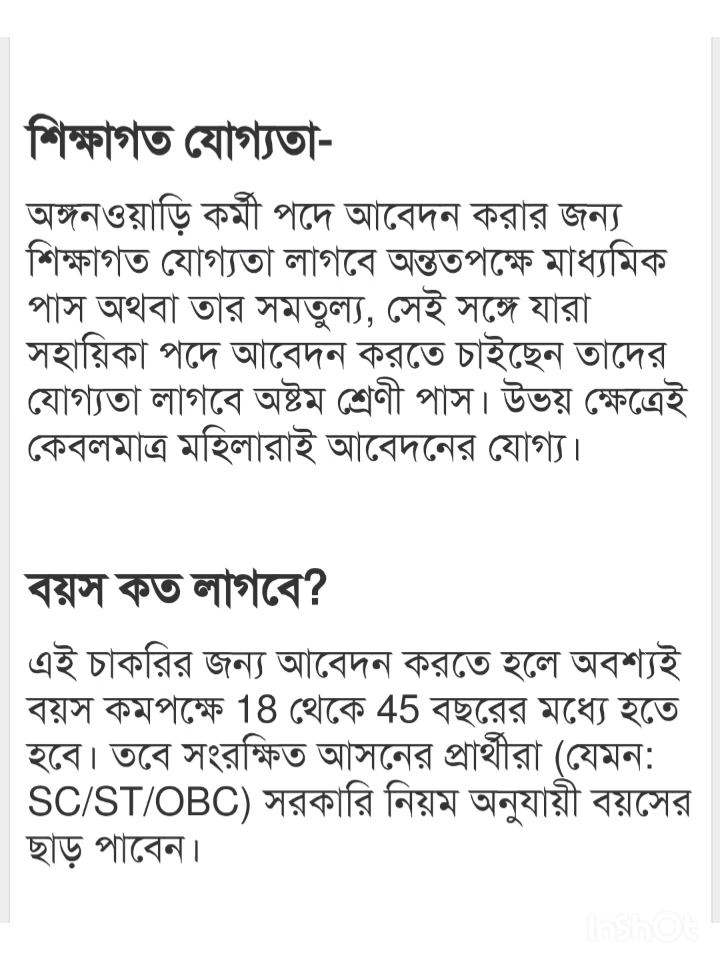 শিক্ষাগত যোগ্যতা-
অঙ্গনওয়াড়ি কর্মী পদে আবেদন করার জন্য
শিক্ষাগত যোগ্যতা লাগবে অন্ততপক্ষে মাধ্যমিক
পাস অথবা তার সমতুল্য, সেই সঙ্গে যারা
সহায়িকা পদে আবেদন করতে চাইছেন তাদের
যোগ্যতা লাগবে অষ্টম শ্রেণী পাস। উভয় ক্ষেত্রেই
কেবলমাত্র মহিলারাই আবেদনের যোগ্য।
বয়স কত লাগবে?
এই চাকরির জন্য আবেদন করতে হলে অবশ্যই
বয়স কমপক্ষে 18 থেকে 45 বছরের মধ্যে হতে
হবে। তবে সংরক্ষিত আসনের প্রার্থীরা (যেমন:
SC/ST/OBC) সরকারি নিয়ম অনুযায়ী বয়সের
ছাড় পাবেন।
InShOt